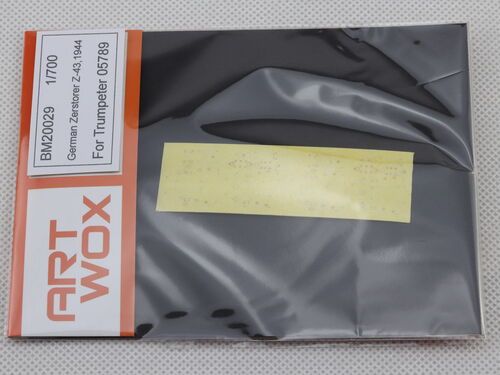 BM20029 1/700
German Zerstorer Z-43,1944
For Trumpeter 05789
ART
WOX